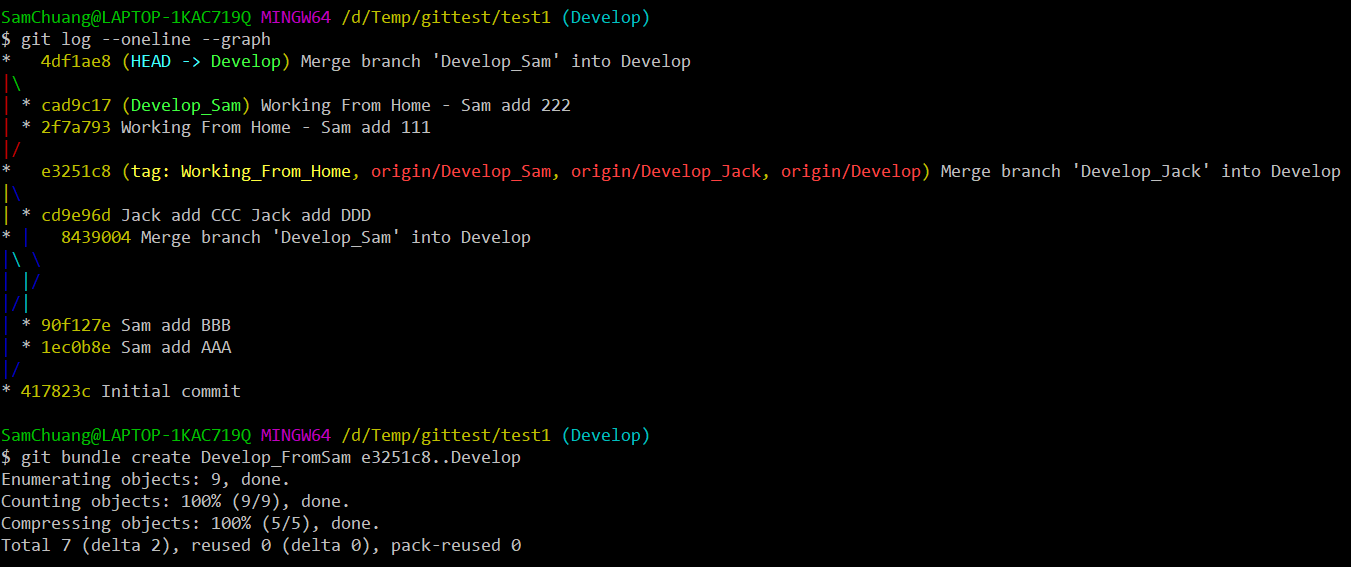 SamChuang@LAPTOP-1KAC719Q MINGW64 /d/Temp/gittest/test1 (Develop)
$ git log --oneline --graph
*   4df1ae8 (HEAD -> Develop) Merge branch 'Develop_Sam' into Develop
|\
| * cad9c17 (Develop_Sam) Working From Home - Sam add 222
| * 2f7a793 Working From Home - Sam add 111
|/
*   e3251c8 (tag: Working_From_Home, origin/Develop_Sam, origin/Develop_Jack, origin/Develop) Merge branch 'Develop_Jack' into Develop
|\
| * cd9e96d Jack add CCC Jack add DDD
* |   8439004 Merge branch 'Develop_Sam' into Develop
|\ \
| |/
|/|
| * 90f127e Sam add BBB
| * 1ec0b8e Sam add AAA
|/
* 417823c Initial commit
SamChuang@LAPTOP-1KAC719Q MINGW64 /d/Temp/gittest/test1 (Develop)
$ git bundle create Develop_FromSam e3251c8..Develop
Enumerating objects: 9, done.
Counting objects: 100% (9/9), done.
Compressing objects: 100% (5/5), done.
Total 7 (delta 2), reused 0 (delta 0), pack-reused 0